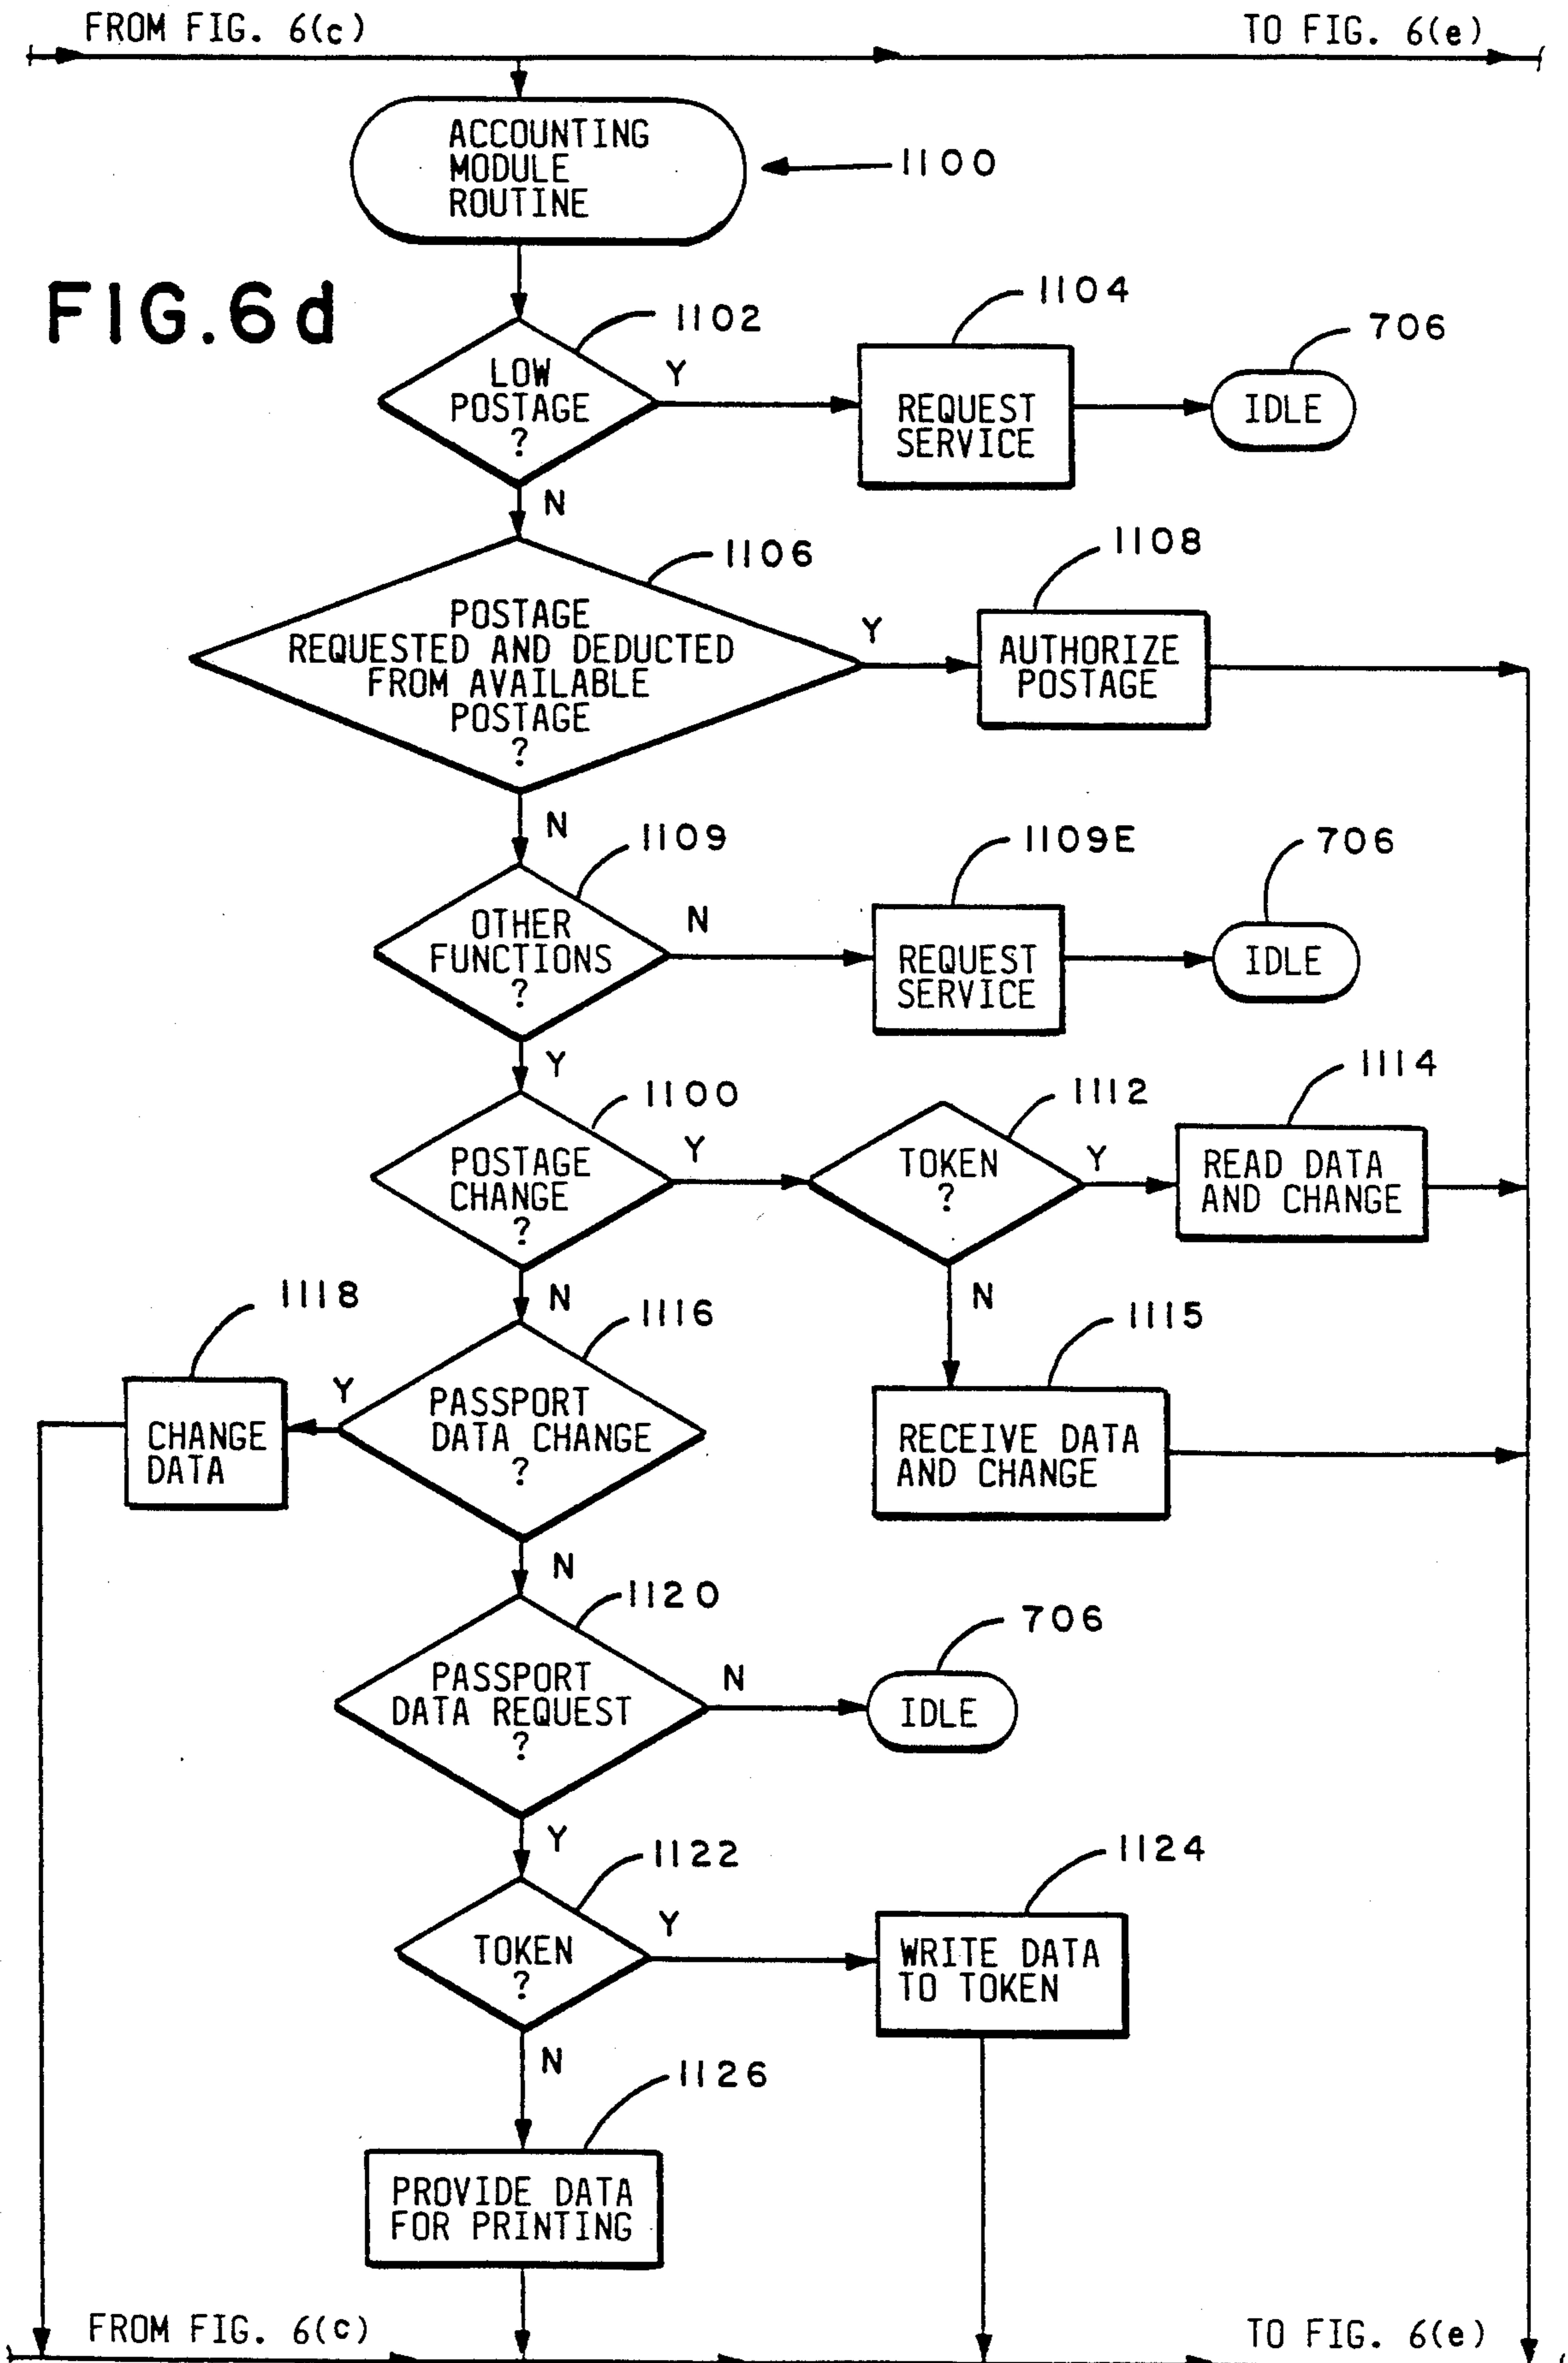 FROM FIG. 6(c)
TO FIG. 6(e)
ACCOUNTING
MODULE
ROUTINE
1100
FIG.6d
1102
LOW
POSTAGE
?
Y
N
1104
REQUEST
SERVICE
706
IDLE
1106
POSTAGE
REQUESTED AND DEDUCTED
FROM AVAILABLE
POSTAGE
?
Y
N
1108
AUTHORIZE
POSTAGE
1109
OTHER
FUNCTIONS
?
N
Y
1109E
REQUEST
SERVICE
706
IDLE
1100
POSTAGE
CHANGE
?
Y
N
1112
TOKEN
?
Y
N
1114
READ DATA
AND CHANGE
1115
RECEIVE DATA
AND CHANGE
1116
PASSPORT
DATA CHANGE
?
Y
N
1118
CHANGE
DATA
1120
PASSPORT
DATA REQUEST
?
N
Y
706
IDLE
1122
TOKEN
?
Y
N
1124
WRITE DATA
TO TOKEN
1126
PROVIDE DATA
FOR PRINTING
FROM FIG. 6(c)
TO FIG. 6(e)